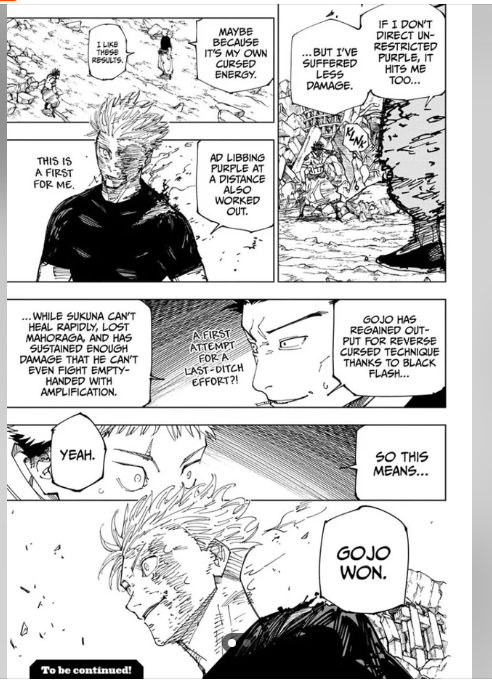 IF I DON'T
DIRECT UN-
RESTRICTED
PURPLE, IT
HITS ME
TOO...
...BUT I'VE
SUFFERED
LESS
DAMAGE.
KLNK
MAYBE
BECAUSE
IT'S MY OWN
CURSED
ENERGY.
I LIKE
THESE
RESULTS.
AD LIBBING
PURPLE AT
A DISTANCE
ALSO
WORKED
OUT.
THIS IS
A FIRST
FOR ME.
GOJO HAS
REGAINED OUT-
PUT FOR REVERSE
CURSED TECHNIQUE
THANKS TO BLACK
FLASH...
A FIRST
ATTEMPT
FOR A
LAST-DITCH
EFFORT?!
...WHILE SUKUNA CAN'T
HEAL RAPIDLY, LOST
MAHORAGA, AND HAS
SUSTAINED ENOUGH
DAMAGE THAT HE CAN'T
EVEN FIGHT EMPTY-
HANDED WITH
AMPLIFICATION.
SO THIS
MEANS...
YEAH.
GOJO
WON.
To be continued!